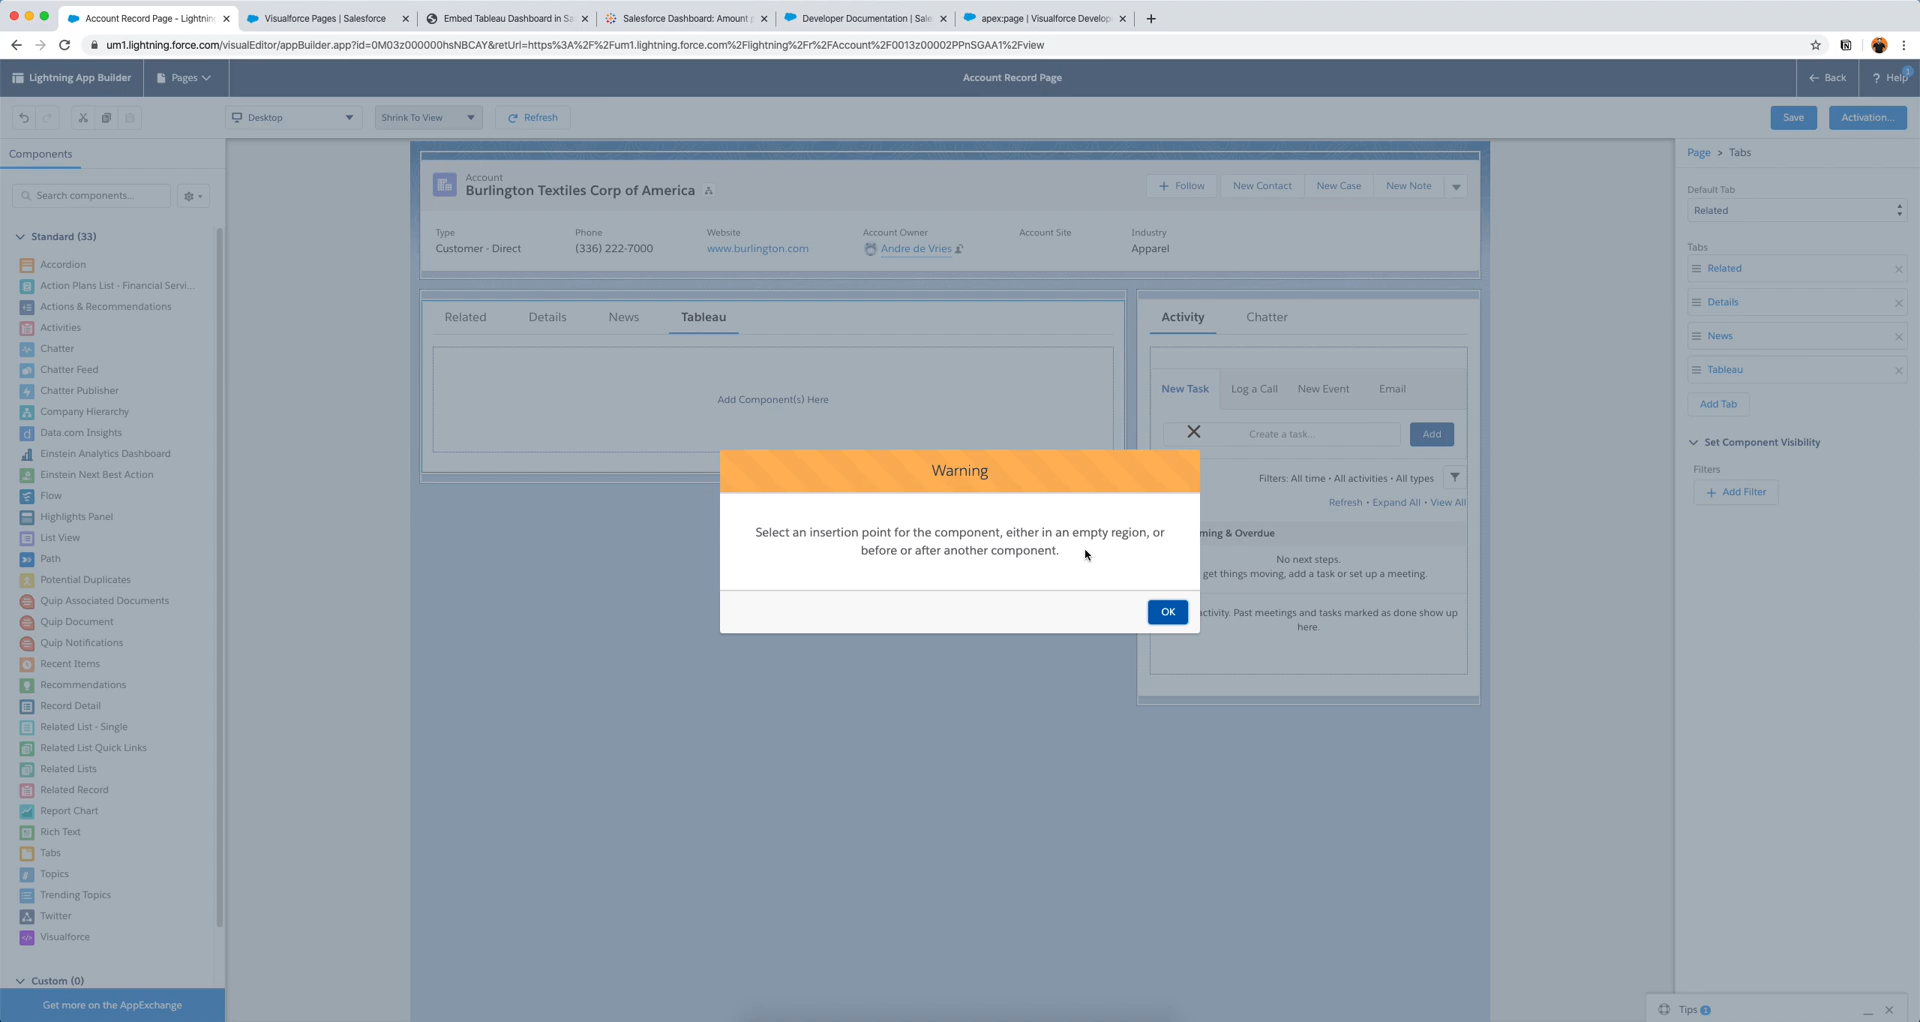 Account Record Page - Lightnin
Visualforce Pages | Salesforce
Embed Tableau Dashboard in Sa
Salesforce Dashboard: Amount
Developer Documentation | Sale
apex:page | Visualforce Develop
um1.lightning.force.com/visualEditor/appBuilder.app?id=0M03z000000hsNBCAY&retUrl=https%3A%2F%2Fum1.lightning.force.com%2Flightning%2Fr%2FAccount%2F0013z00002PPnSGAA1%2Fview
Lightning App Builder
Pages
Account Record Page
Back
? Help
1
Desktop
Shrink To View
Refresh
Save
Activation...
Components
Search components...
Standard (33)
Accordion
Action Plans List - Financial Servi...
Actions & Recommendations
Activities
Chatter
Chatter Feed
Chatter Publisher
Company Hierarchy
Data.com Insights
Einstein Analytics Dashboard
Einstein Next Best Action
Flow
Highlights Panel
List View
Path
Potential Duplicates
Quip Associated Documents
Quip Document
Quip Notifications
Recent Items
Recommendations
Record Detail
Related List - Single
Related List Quick Links
Related Lists
Related Record
Report Chart
Rich Text
Tabs
Topics
Trending Topics
Twitter
Visualforce
Custom (0)
Get more on the AppExchange
Account
Burlington Textiles Corp of America
+ Follow
New Contact
New Case
New Note
Type
Customer - Direct
Phone
(336) 222-7000
Website
www.burlington.com
Account Owner
Andre de Vries
Account Site
Industry
Apparel
Related
Details
News
Tableau
Add Component(s) Here
Activity
Chatter
New Task
Log a Call
New Event
Email
Create a task...
Add
Filters: All time • All activities • All types
Refresh • Expand All • View All
ming & Overdue
No next steps.
get things moving, add a task or set up a meeting.
activity. Past meetings and tasks marked as done show up
here.
Warning
Select an insertion point for the component, either in an empty region, or
before or after another component.
OK
Page > Tabs
Default Tab
Related
Tabs
Related
Details
News
Tableau
Add Tab
Set Component Visibility
Filters
+ Add Filter
Tips 1